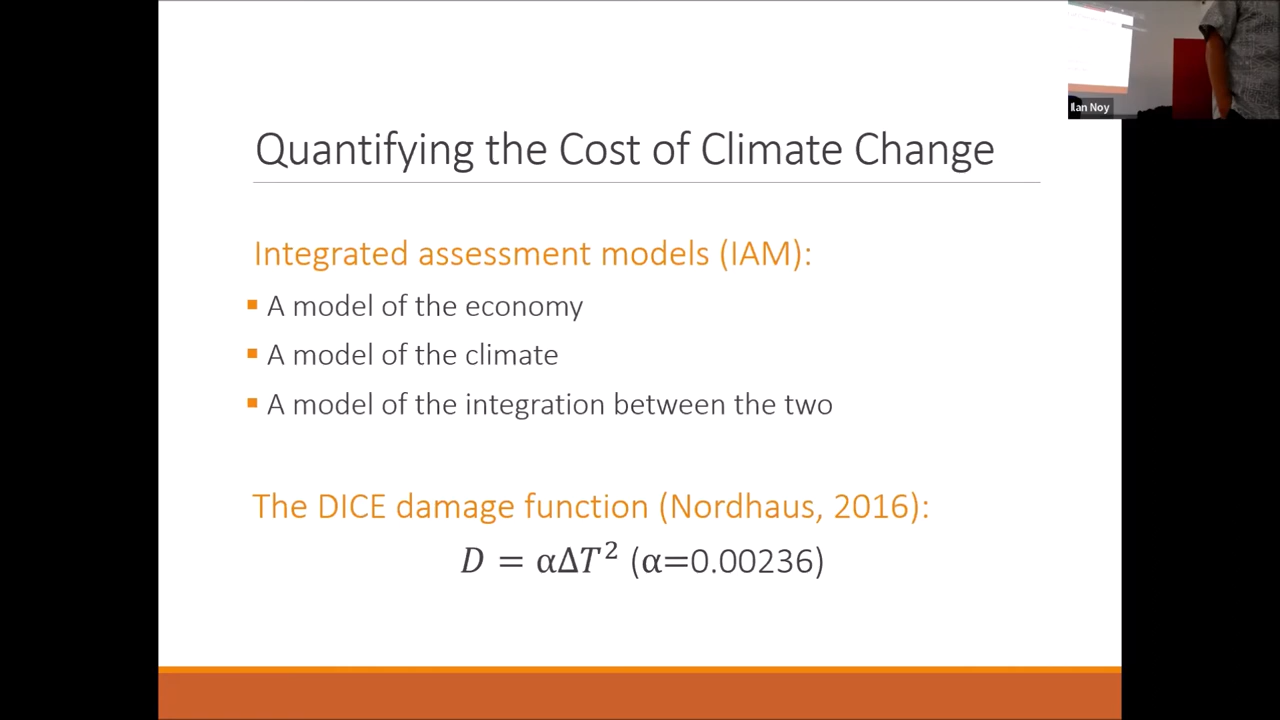 Quantifying the Cost of Climate Change
Integrated assessment models (IAM):
▪ A model of the economy
▪ A model of the climate
▪ A model of the integration between the two
The DICE damage function (Nordhaus, 2016):
D = αΔT² (α=0.00236)
Ilan Noy